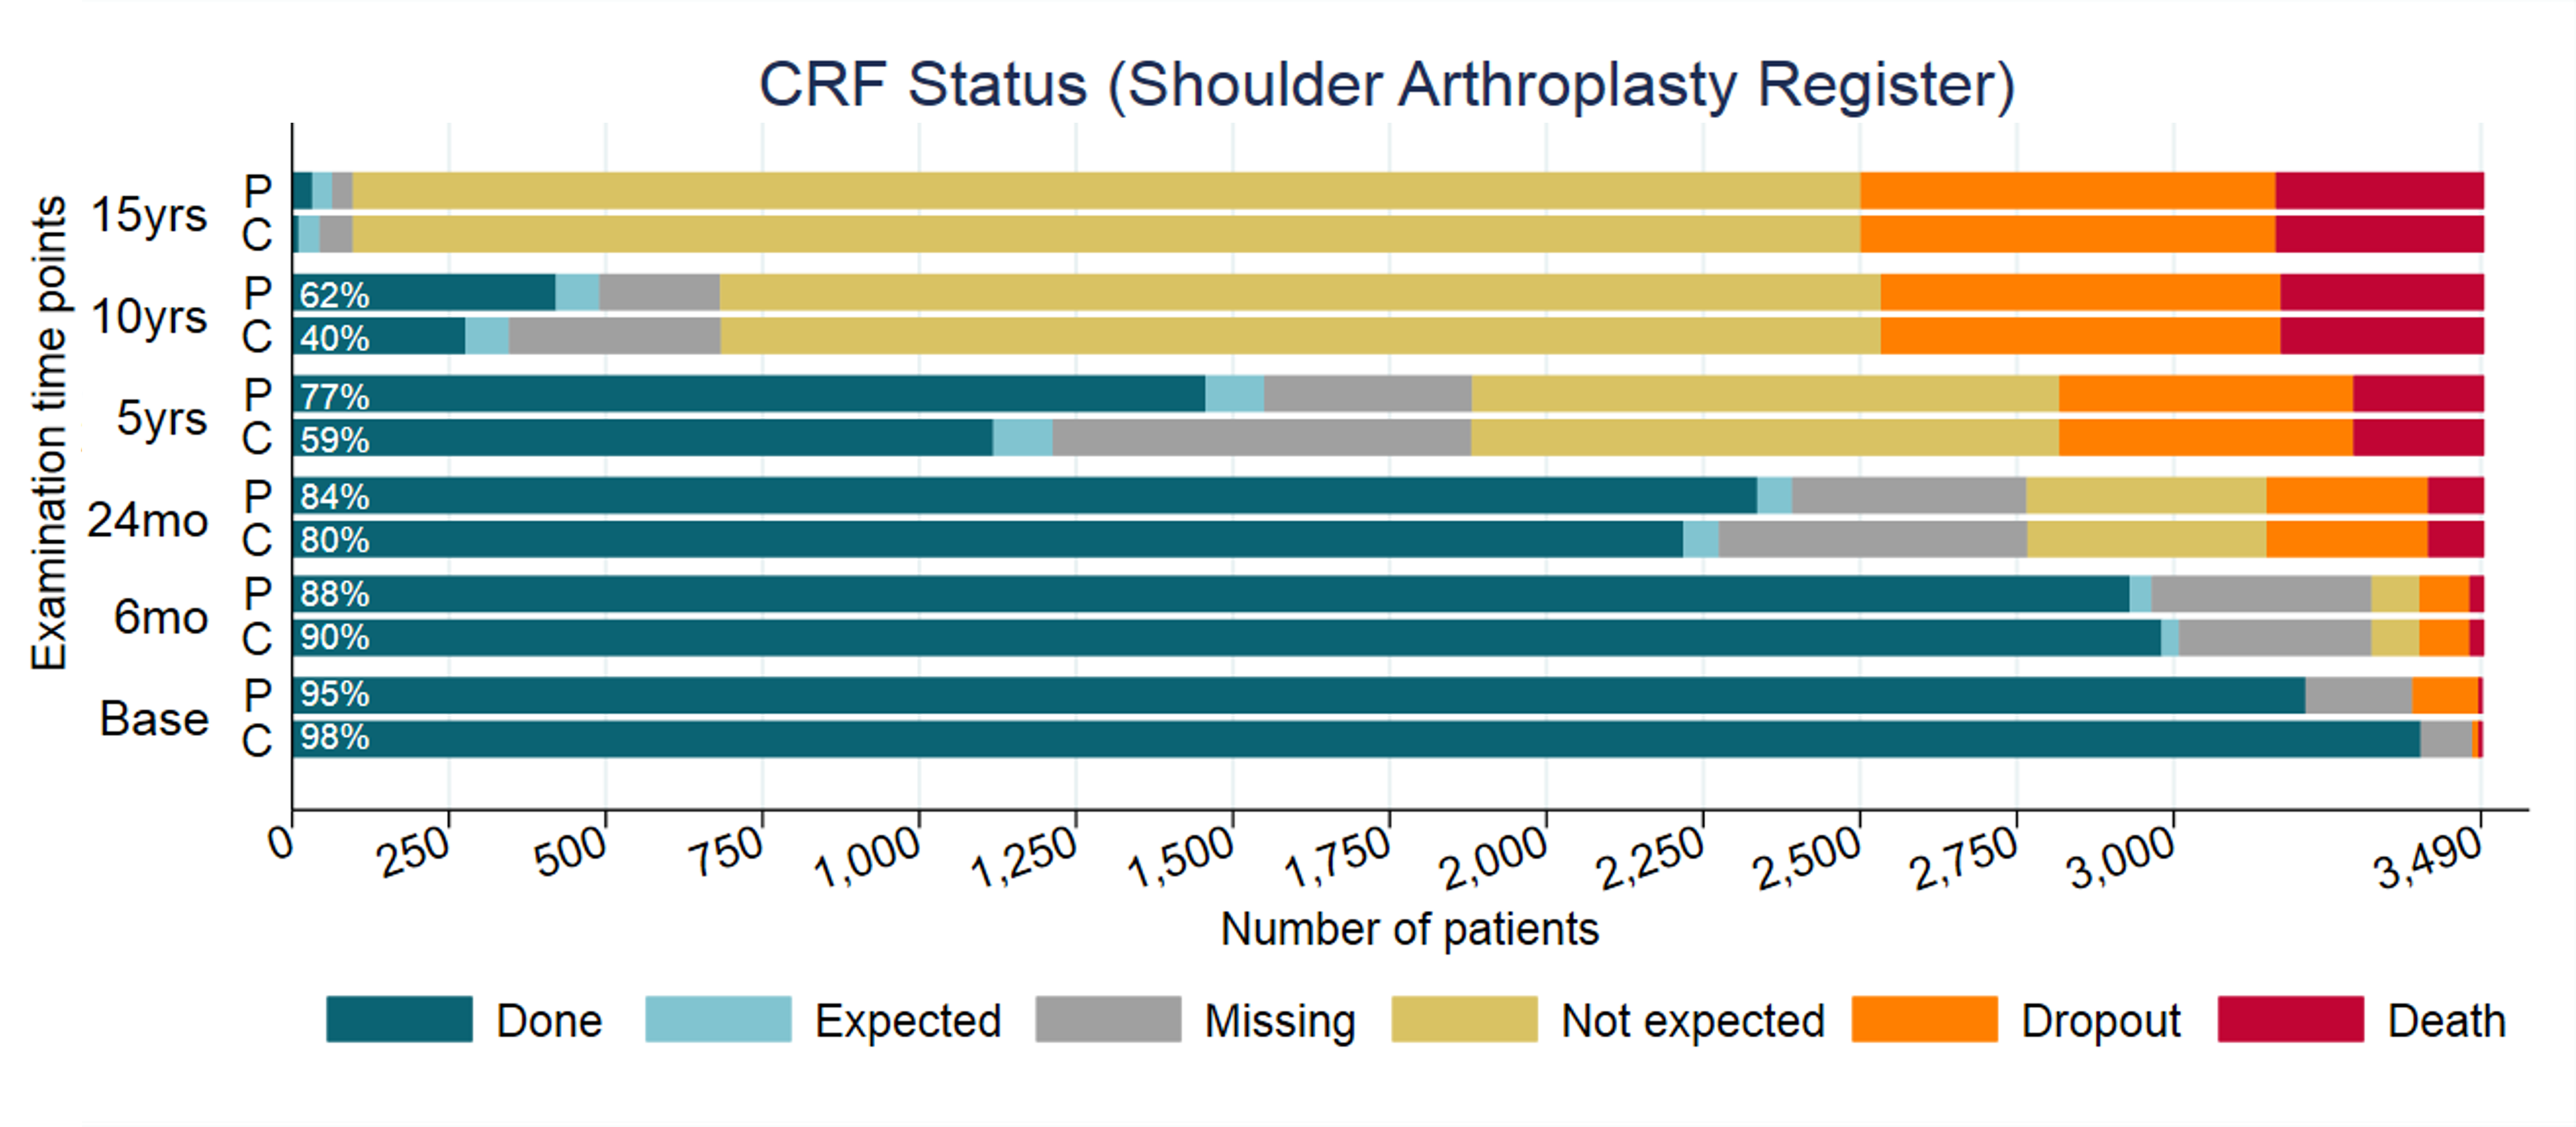 CRF Status (Shoulder Arthroplasty Register)
Examination time points
15yrs
P
C
10yrs
P 62%
C 40%
5yrs
P 77%
C 59%
24mo
P 84%
C 80%
6mo
P 88%
C 90%
Base
P 95%
C 98%
0 250 500 750 1,000 1,250 1,500 1,750 2,000 2,250 2,500 2,750 3,000 3,490
Number of patients
Done Expected Missing Not expected Dropout Death